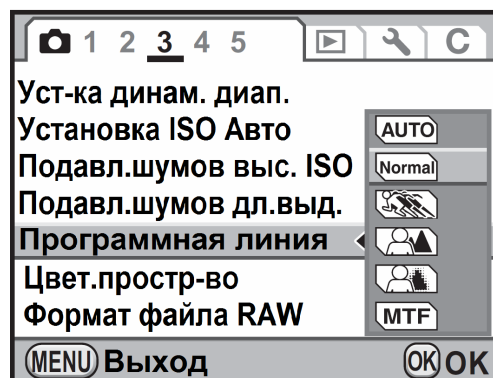 1 2 3 4 5 C
Уст-ка динам. диап.
Установка ISO Авто
AUTO
Подавл.шумов выс. ISO
Normal
Подавл.шумов дл.выд.
Программная линия
Цвет.простр-во
Формат файла RAW
MTF
MENU Выход
OK OK